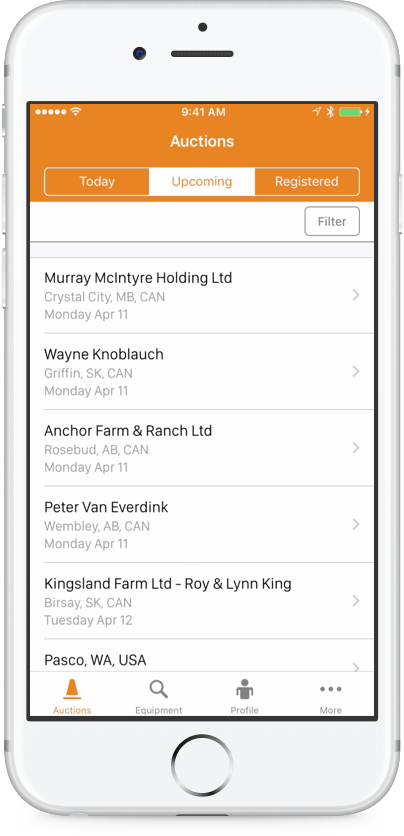 9:41 AM
Auctions
Today Upcoming Registered
Filter
Murray McIntyre Holding Ltd
Crystal City, MB, CAN
Monday Apr 11
Wayne Knoblauch
Griffin, SK, CAN
Monday Apr 11
Anchor Farm & Ranch Ltd
Rosebud, AB, CAN
Monday Apr 11
Peter Van Everdink
Wembley, AB, CAN
Monday Apr 11
Kingsland Farm Ltd - Roy & Lynn King
Birsay, SK, CAN
Tuesday Apr 12
Pasco, WA, USA
Auctions Equipment Profile More